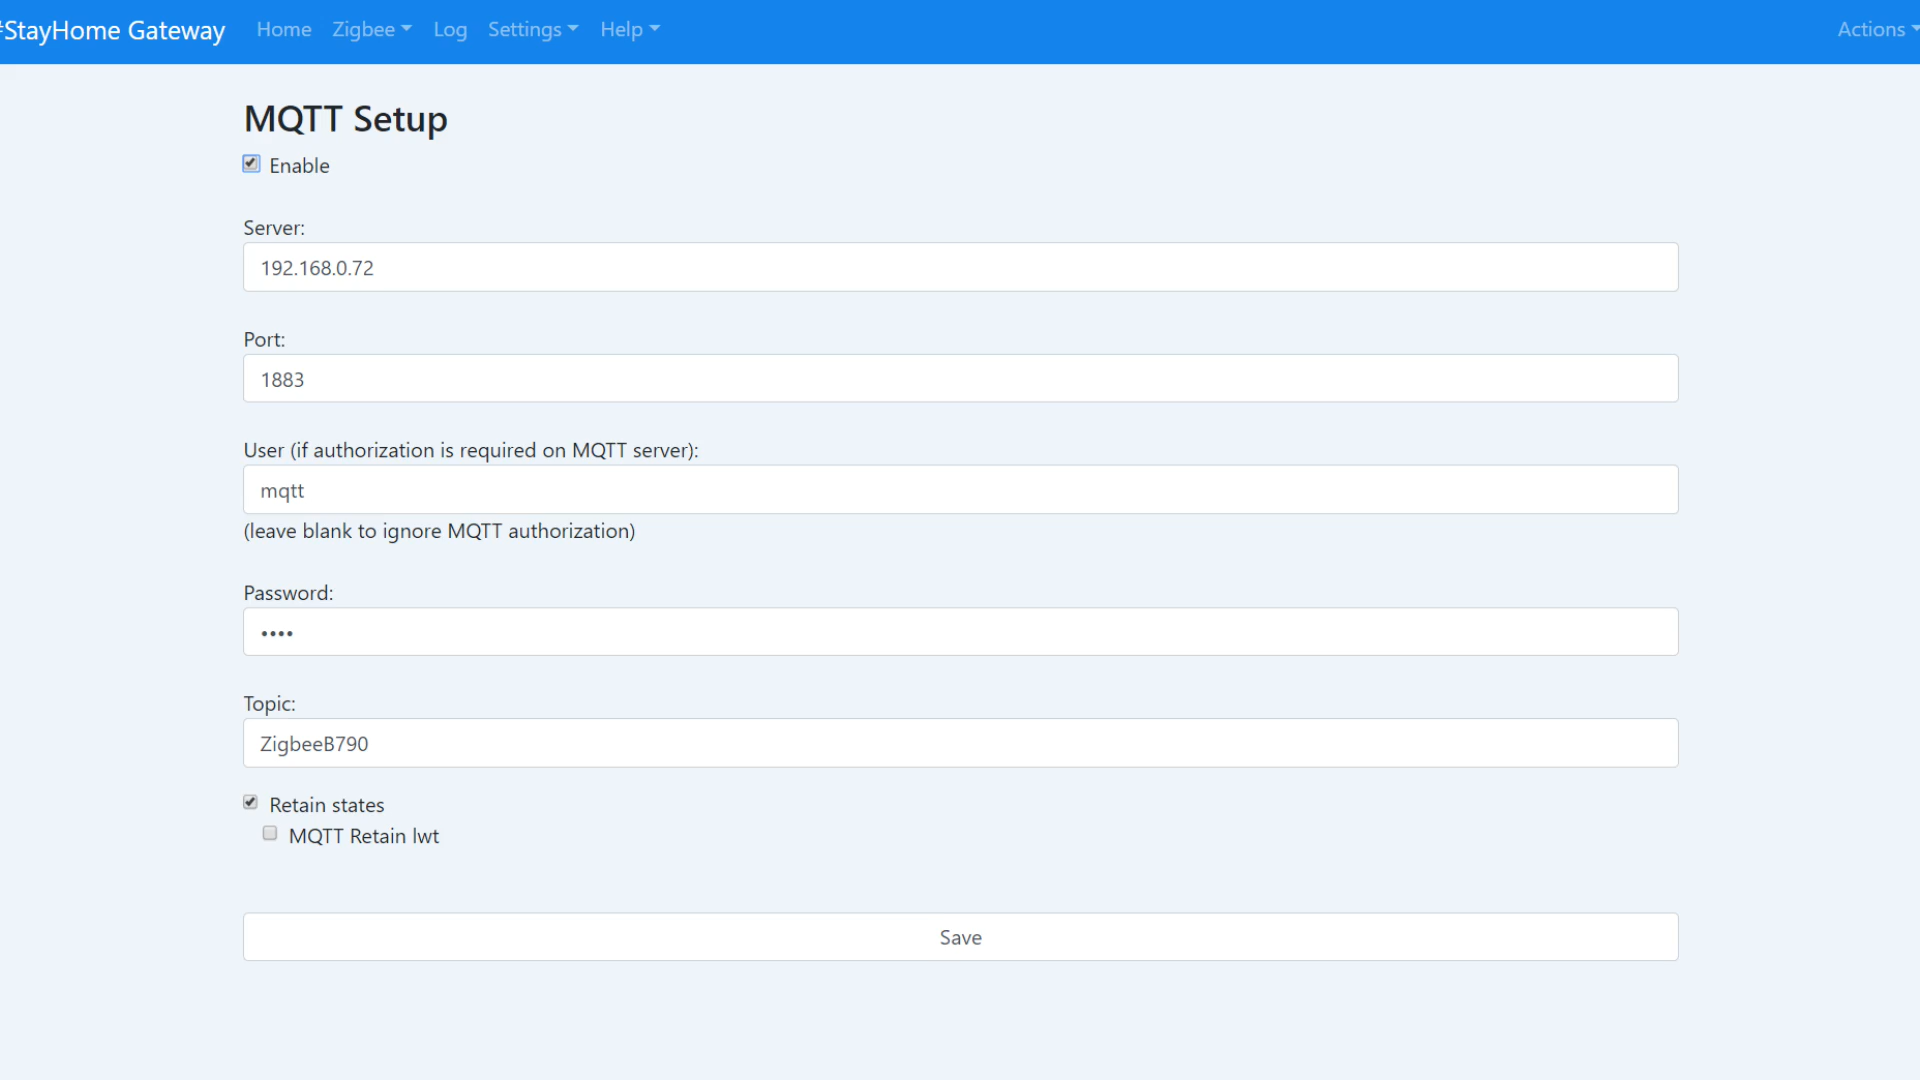 #StayHome Gateway Home Zigbee Log Settings Help Actions
MQTT Setup
Enable
Server:
192.168.0.72
Port:
1883
User (if authorization is required on MQTT server):
mqtt
(leave blank to ignore MQTT authorization)
Password:
••••
Topic:
ZigbeeB790
Retain states
MQTT Retain lwt
Save